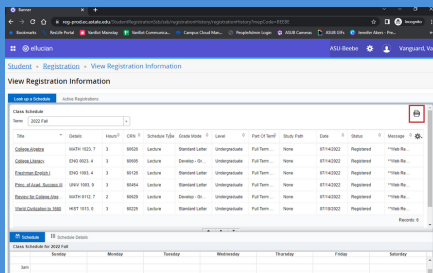 Banner
reg-prod.ec.astate.edu/StudentRegistrationSsb/ssb/registrationHistory/registrationHistory?mepCode=BEEBE
Incognito
Bookmarks
ellucian
ASU-Beebe
Vanguard, Va
Student • Registration • View Registration Information
View Registration Information
Look up a Schedule Active Registrations
Class Schedule
Term: 2022 Fall
Title Details Hours CRN Schedule Type Grade Mode Level Part Of Term Study Path Date Status Message
College Algebra MATH 1023, 7 3 60626 Lecture Standard Letter Undergraduate Full Term ... None 07/14/2022 Registered **Web Re...
College Literacy ENG 0023, 4 Lecture Develop - Gr... Undergraduate Full Term ... None 07/14/2022 Registered **Web Re...
Freshman English I ENG 1003, 4 3 60120 Lecture Standard Letter Undergraduate Full Term ... None 07/14/2022 Registered **Web Re...
Princ. of Acad. Success III UNIV 1003, 9 3 60454 Lecture Standard Letter Undergraduate Full Term ... None 07/14/2022 Registered **Web Re...
Review for College Alge MATH 0112, 7 2 60628 Lecture Develop - Gr... Undergraduate Full Term ... None 07/14/2022 Registered **Web Re...
World Civilization to 1660 HIST 1013, 5 3 60225 Lecture Standard Letter Undergraduate Full Term ... None 07/14/2022 Registered **Web Re...
Records: 6
Schedule Schedule Details
Class Schedule for 2022 Fall
Sunday Monday Tuesday Wednesday Thursday Friday Saturday